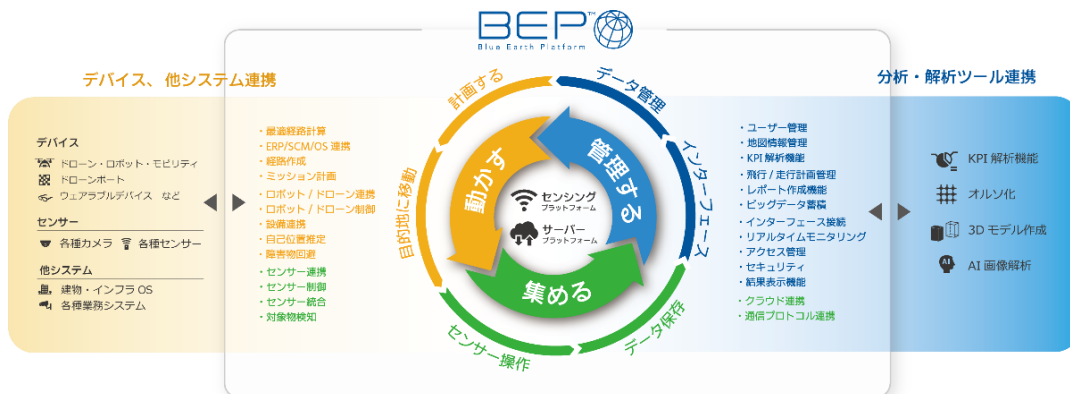 BEP™
Blue Earth Platform
デバイス、他システム連携
デバイス
ドローン・ロボット・モビリティ
ドローンポート
ウェアラブルデバイス など
センサー
各種カメラ 各種センサー
他システム
建物・インフラ OS
各種業務システム
・最適経路計算
・ERP/SCM/OS 連携
・経路作成
・ミッション計画
・ロボット / ドローン連携
・ロボット / ドローン制御
・設備連携
・自己位置推定
・障害物回避
・センサー連携
・センサー制御
・センサー統合
・対象物検知
計画する
データ管理
目的地に移動
インターフェース
センサー操作
データ保存
動かす
管理する
集める
センシング
プラットフォーム
サーバー
プラットフォーム
・ユーザー管理
・地図情報管理
・KPI 解析機能
・飛行 / 走行計画管理
・レポート作成機能
・ビッグデータ蓄積
・インターフェース接続
・リアルタイムモニタリング
・アクセス管理
・セキュリティ
・結果表示機能
・クラウド連携
・通信プロトコル連携
分析・解析ツール連携
KPI 解析機能
オルソ化
3D モデル作成
AI
AI 画像解析